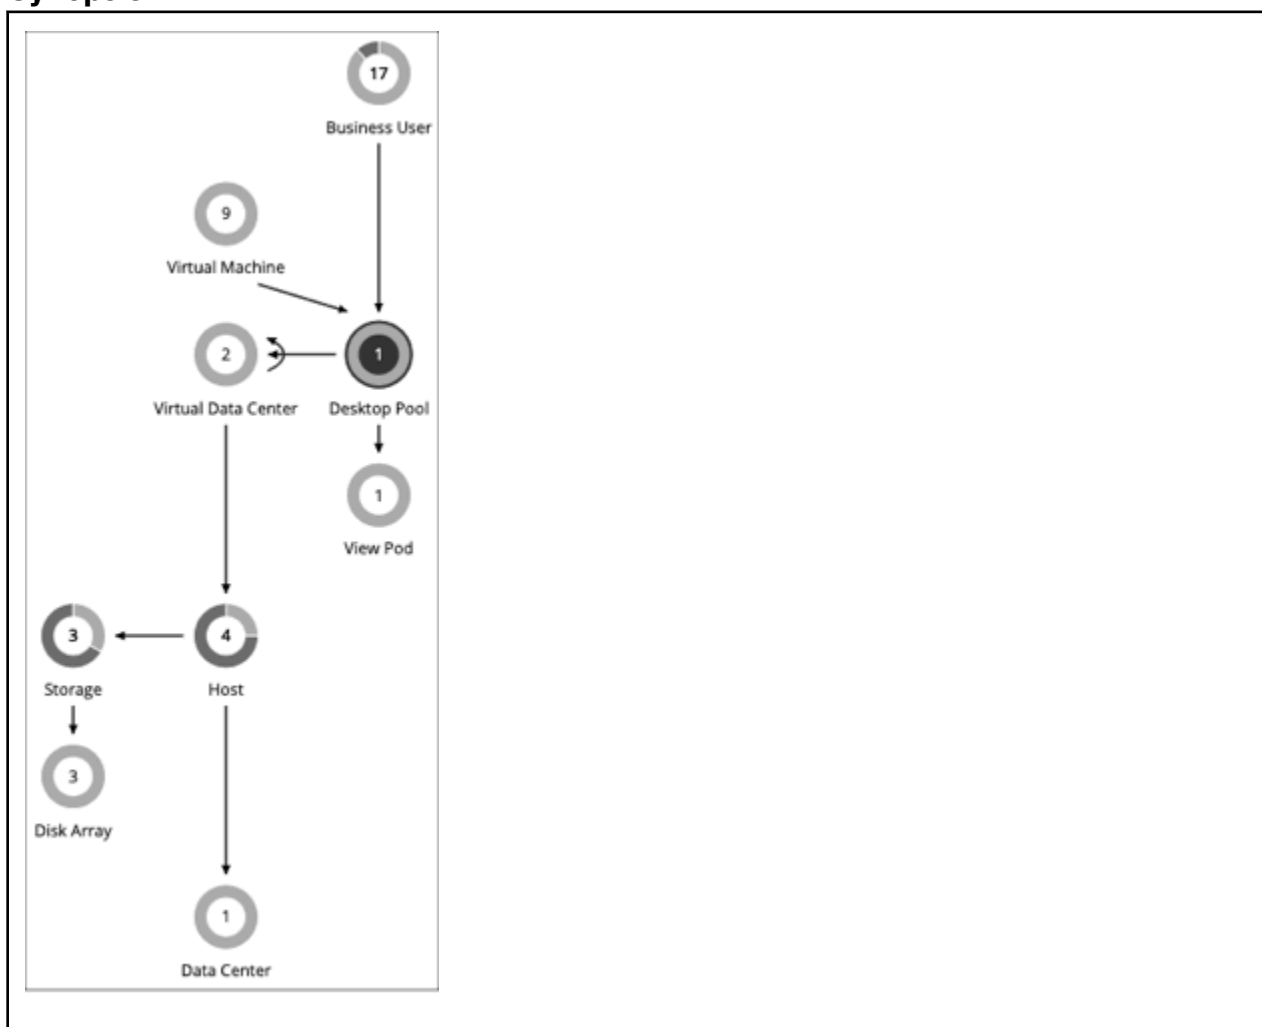 17
Business User
9
Virtual Machine
2
1
Virtual Data Center
Desktop Pool
1
View Pod
3
4
Storage
Host
3
Disk Array
1
Data Center